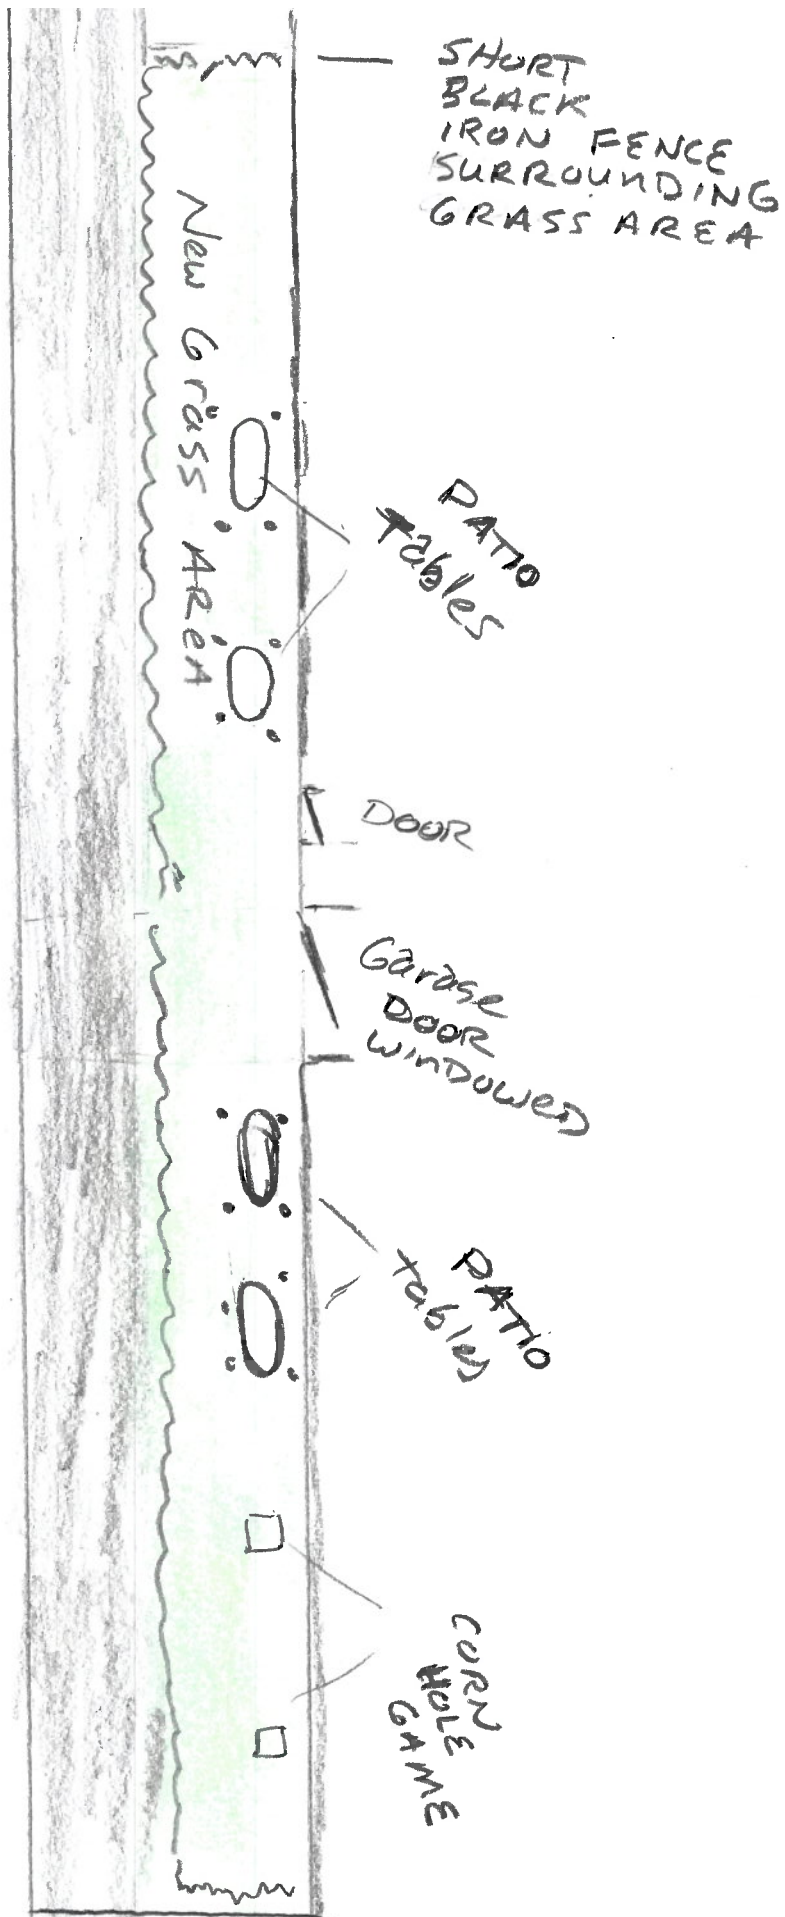 SHORT
BLACK
IRON FENCE
SURROUNDING
GRASS AREA
New Grass AReA
PATIO
Tables
DOOR
Garage
DOOR
WINDOWED
PATIO
tables
CORN
HOLE
GAME